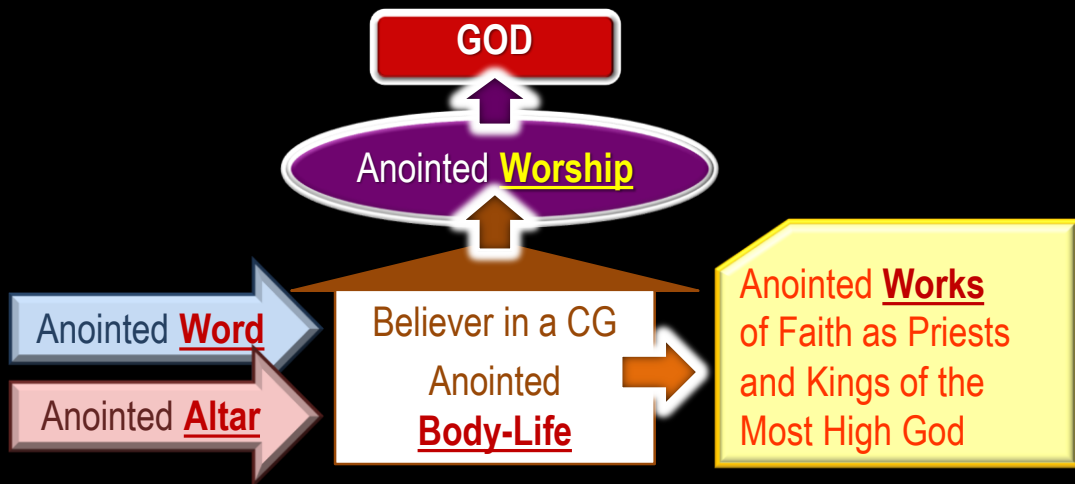 GOD
Anointed Worship
Anointed Word
Anointed Altar
Believer in a CG
Anointed
Body-Life
Anointed Works
of Faith as Priests
and Kings of the
Most High God